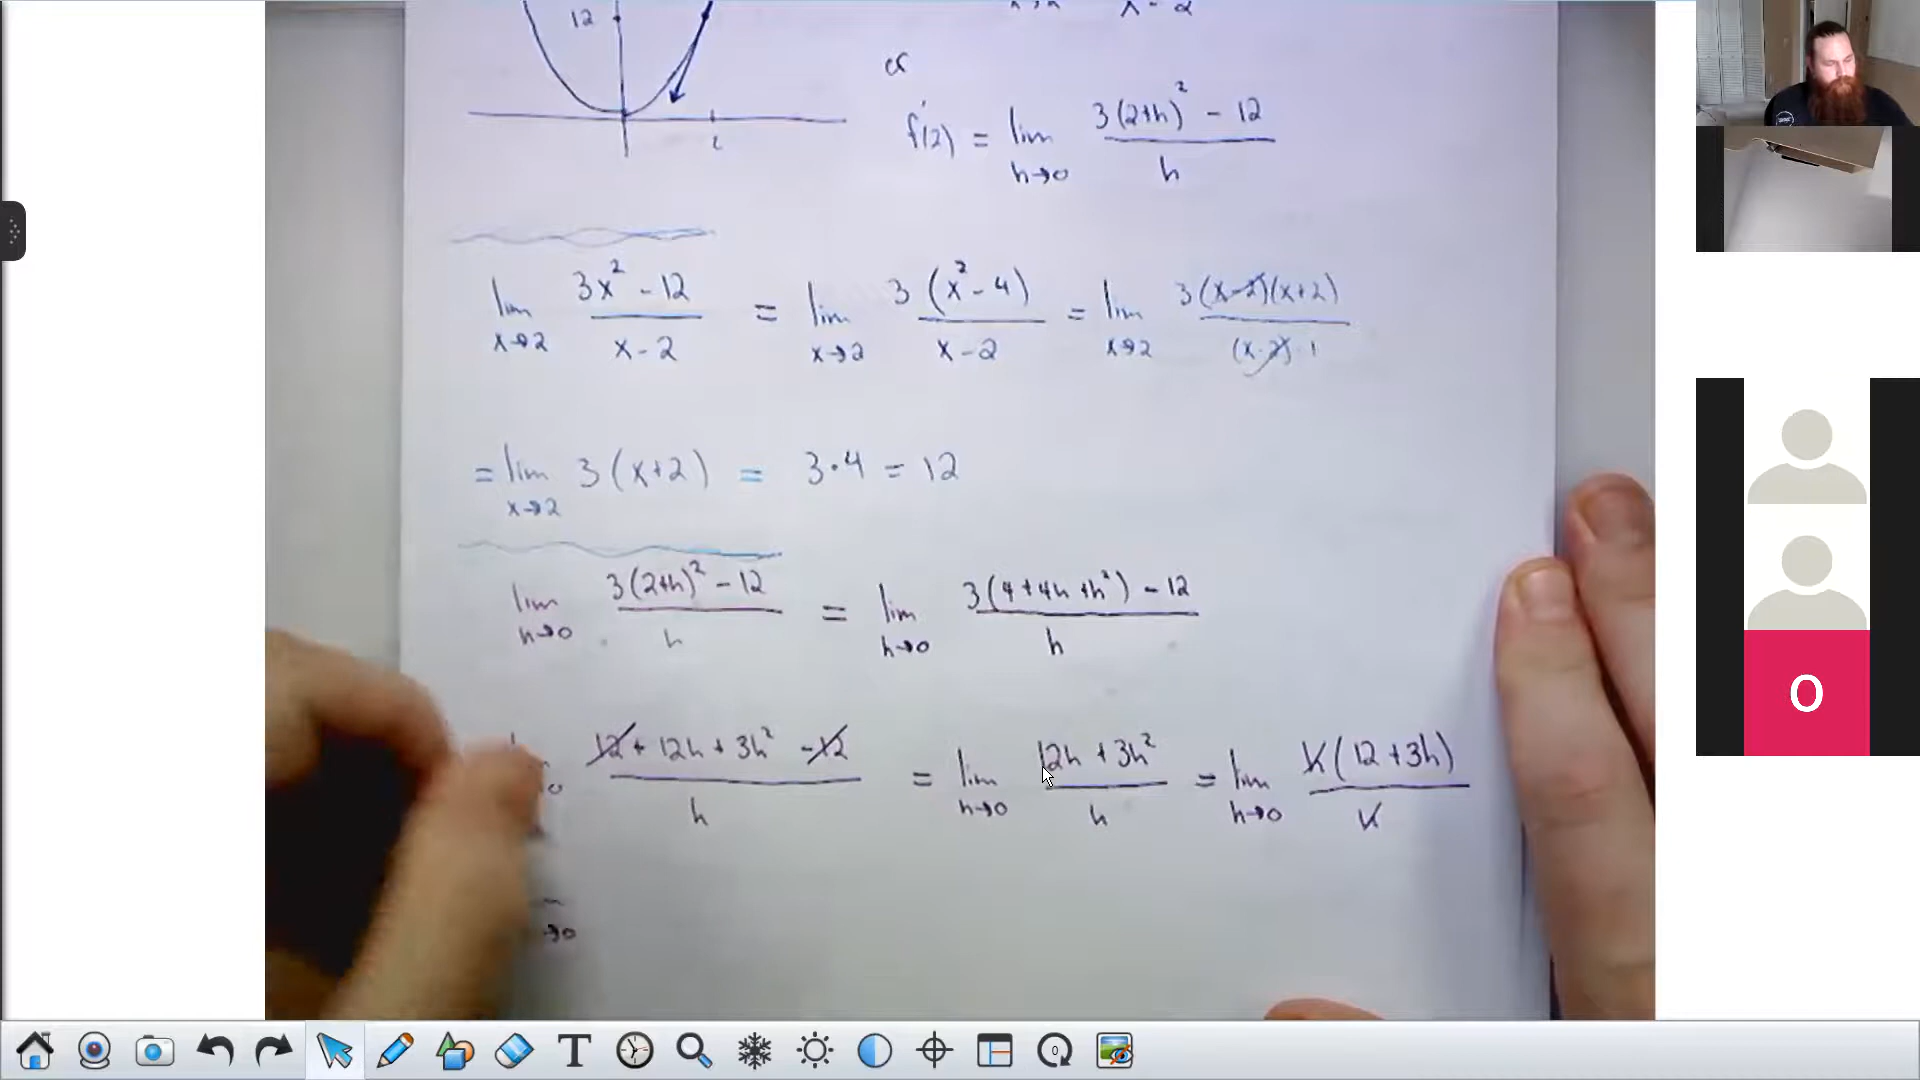 12
or
f'(2) = lim h→0 3(2+h)² - 12 / h
lim x→2 3x² - 12 / x - 2 = lim x→2 3(x² - 4) / x - 2 = lim x→2 3(x-2)(x+2) / (x-2)·1
= lim x→2 3(x+2) = 3·4 = 12
lim h→0 3(2+h)² - 12 / h = lim h→0 3(4+4h+h²) - 12 / h
12 + 12h + 3h² - 12 / h = lim h→0 12h + 3h² / h = lim h→0 h(12+3h) / h
→0
O
T
0